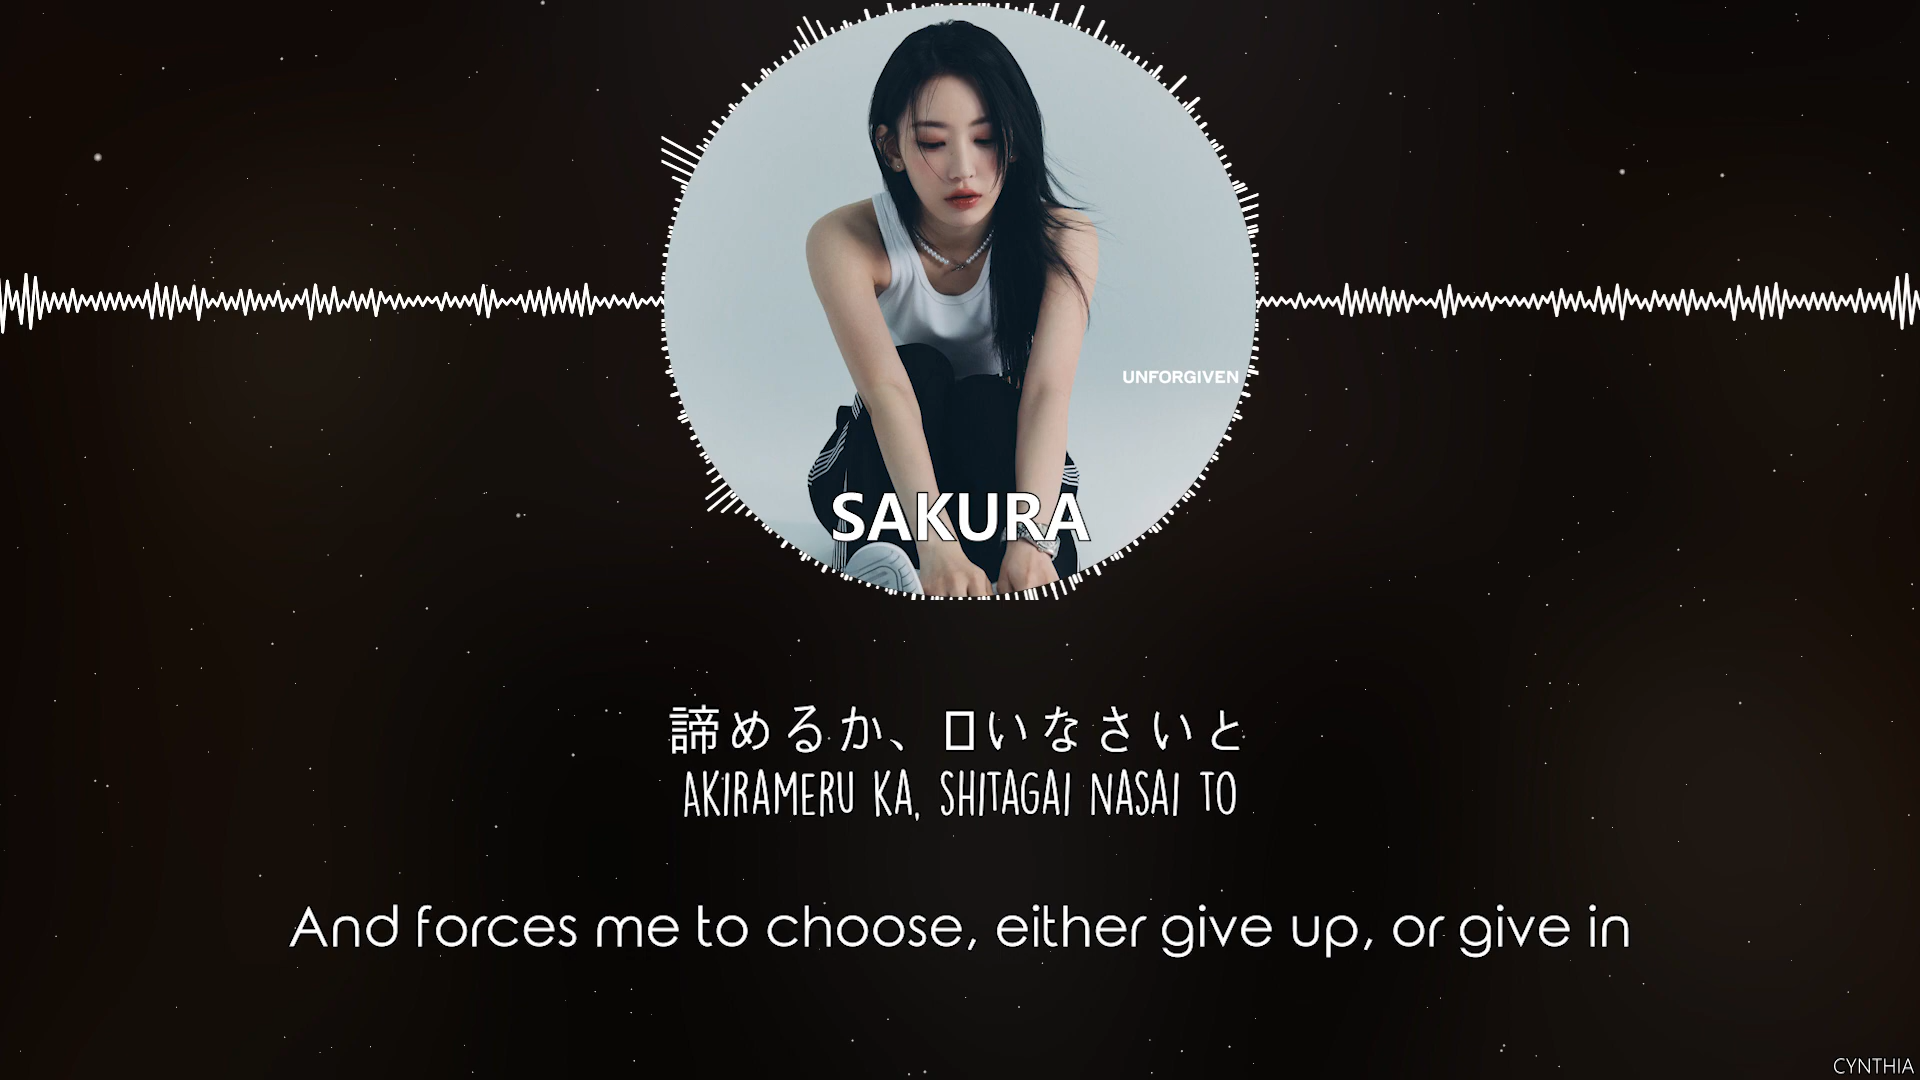 UNFORGIVEN
SAKURA
諦めるか、口いなさいと
AKIRAMERU KA, SHITAGAI NASAI TO
And forces me to choose, either give up, or give in
CYNTHIA